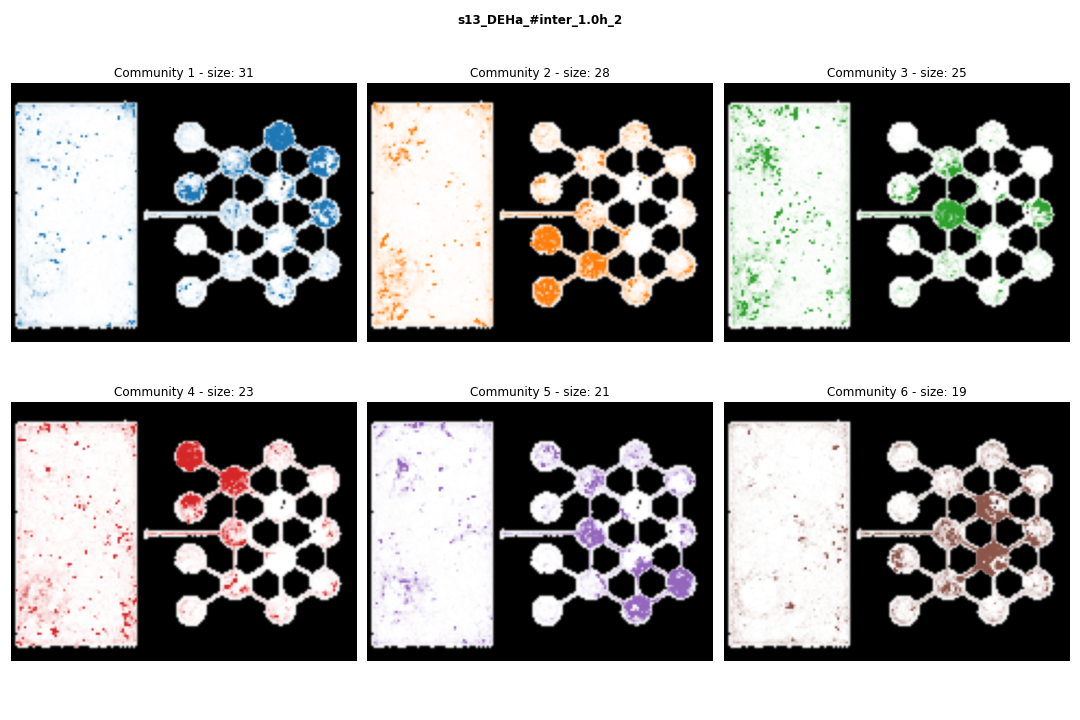 s13_DEHa_#inter_1.0h_2
Community 1 - size: 31
Community 2 - size: 28
Community 3 - size: 25
Community 4 - size: 23
Community 5 - size: 21
Community 6 - size: 19